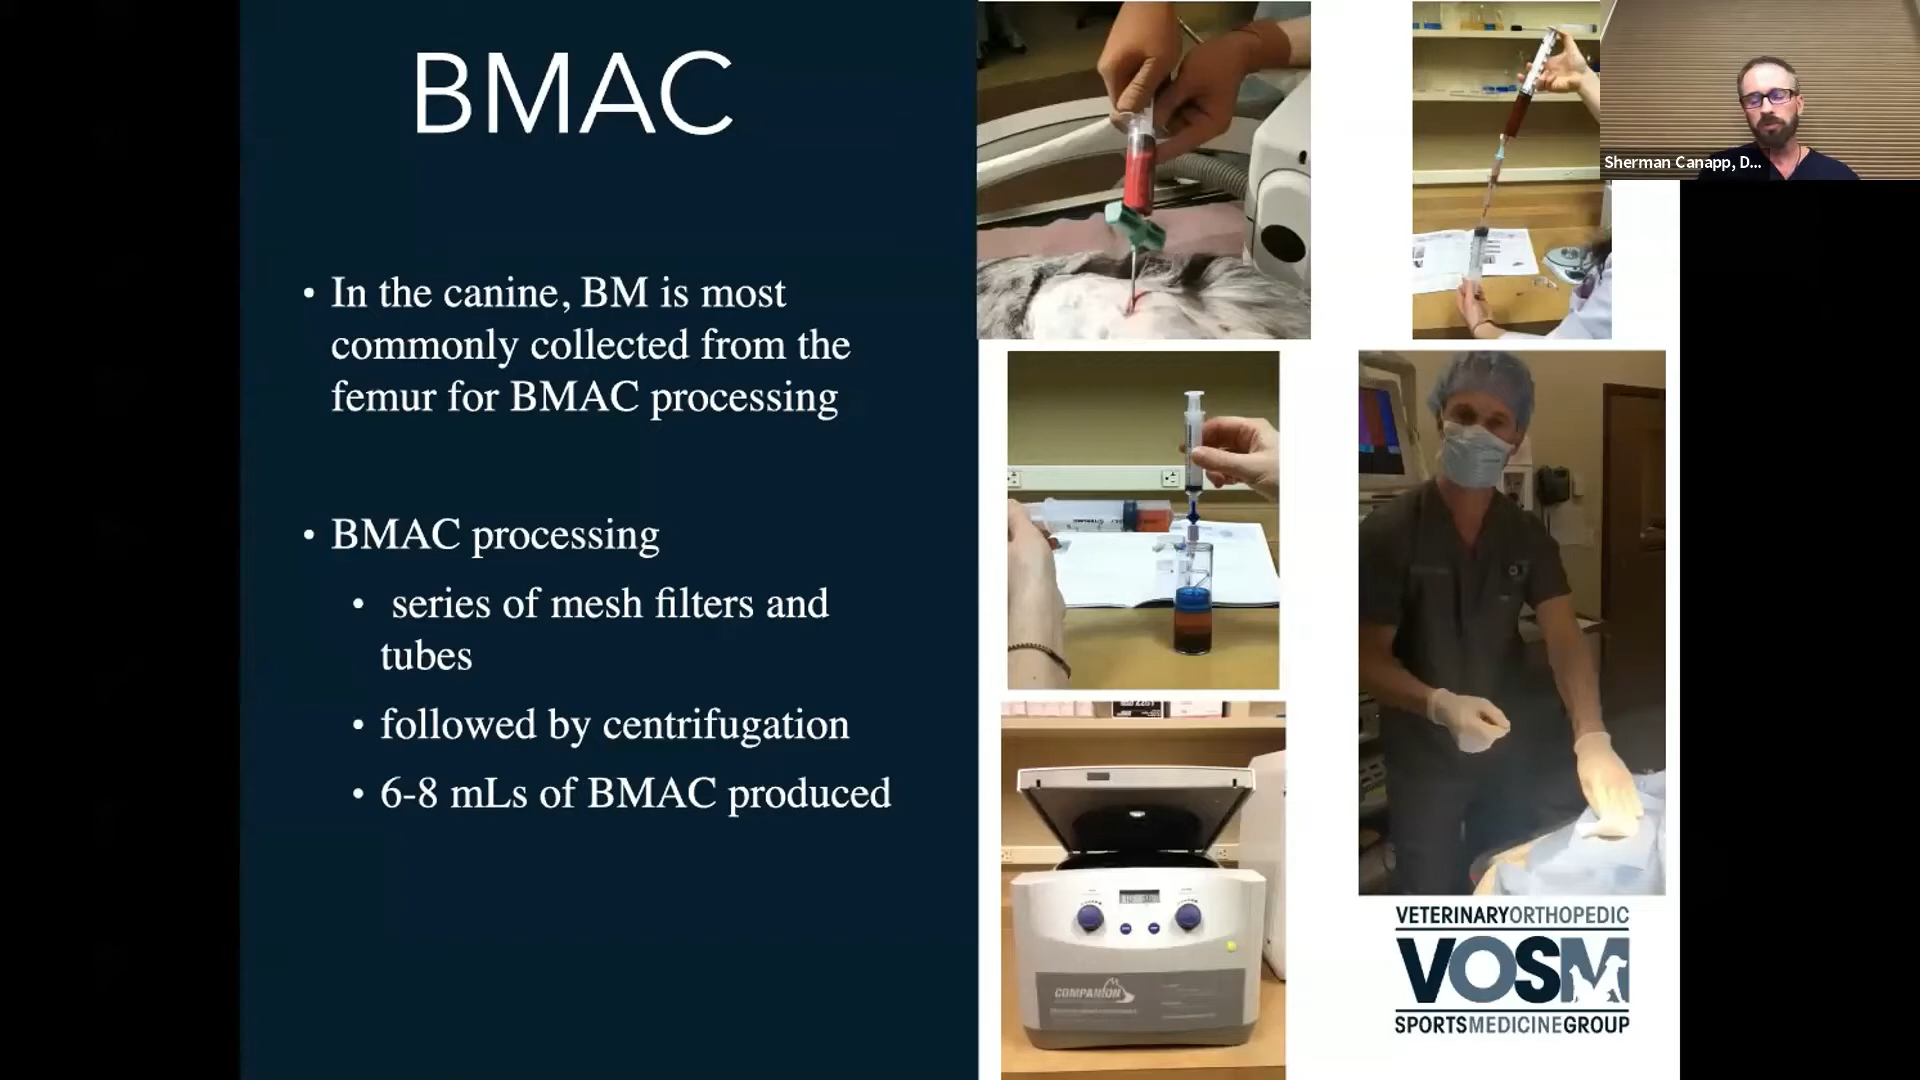 BMAC
• In the canine, BM is most
commonly collected from the
femur for BMAC processing
• BMAC processing
• series of mesh filters and
tubes
• followed by centrifugation
• 6-8 mLs of BMAC produced
Sherman Canapp, D...
COMPANION
VETERINARYORTHOPEDIC
VOSM
SPORTSMEDICINEGROUP